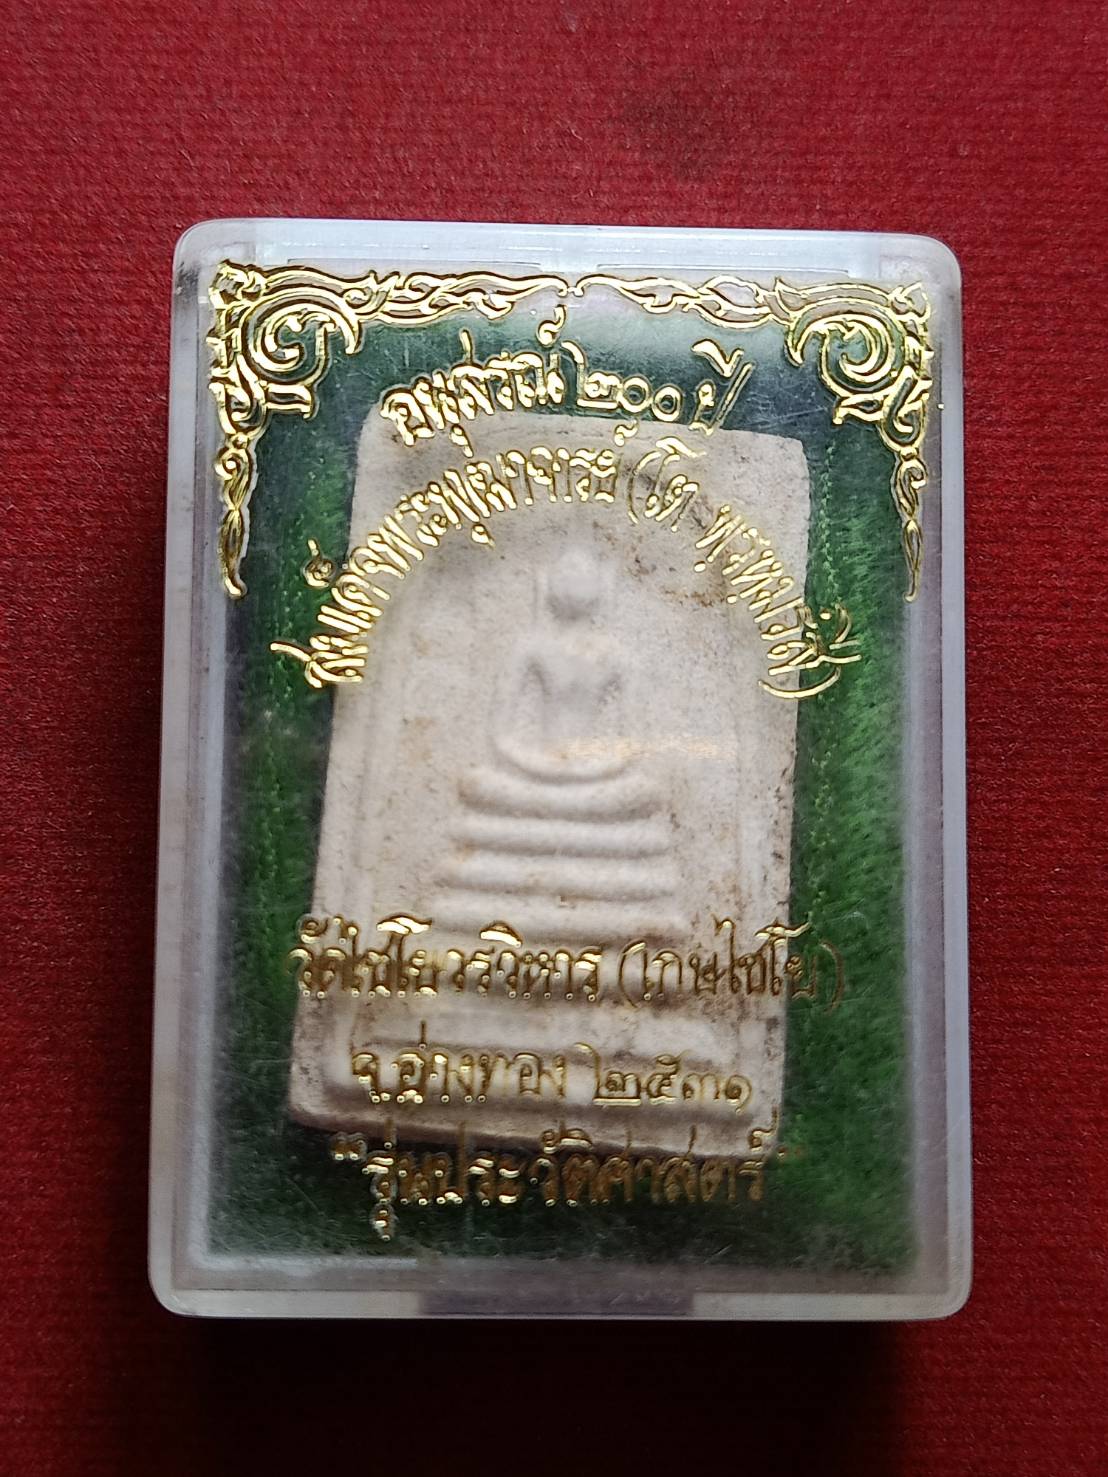 อนุสรณ์ ๒๐๐ ปี
สมเด็จพระพุฒาจารย์ (โต พรหมรังสี)
วัดไชโยวรวิหาร (เกษไชโย)
จ.อ่างทอง ๒๕๓๑
"รุ่นประวัติศาสตร์"